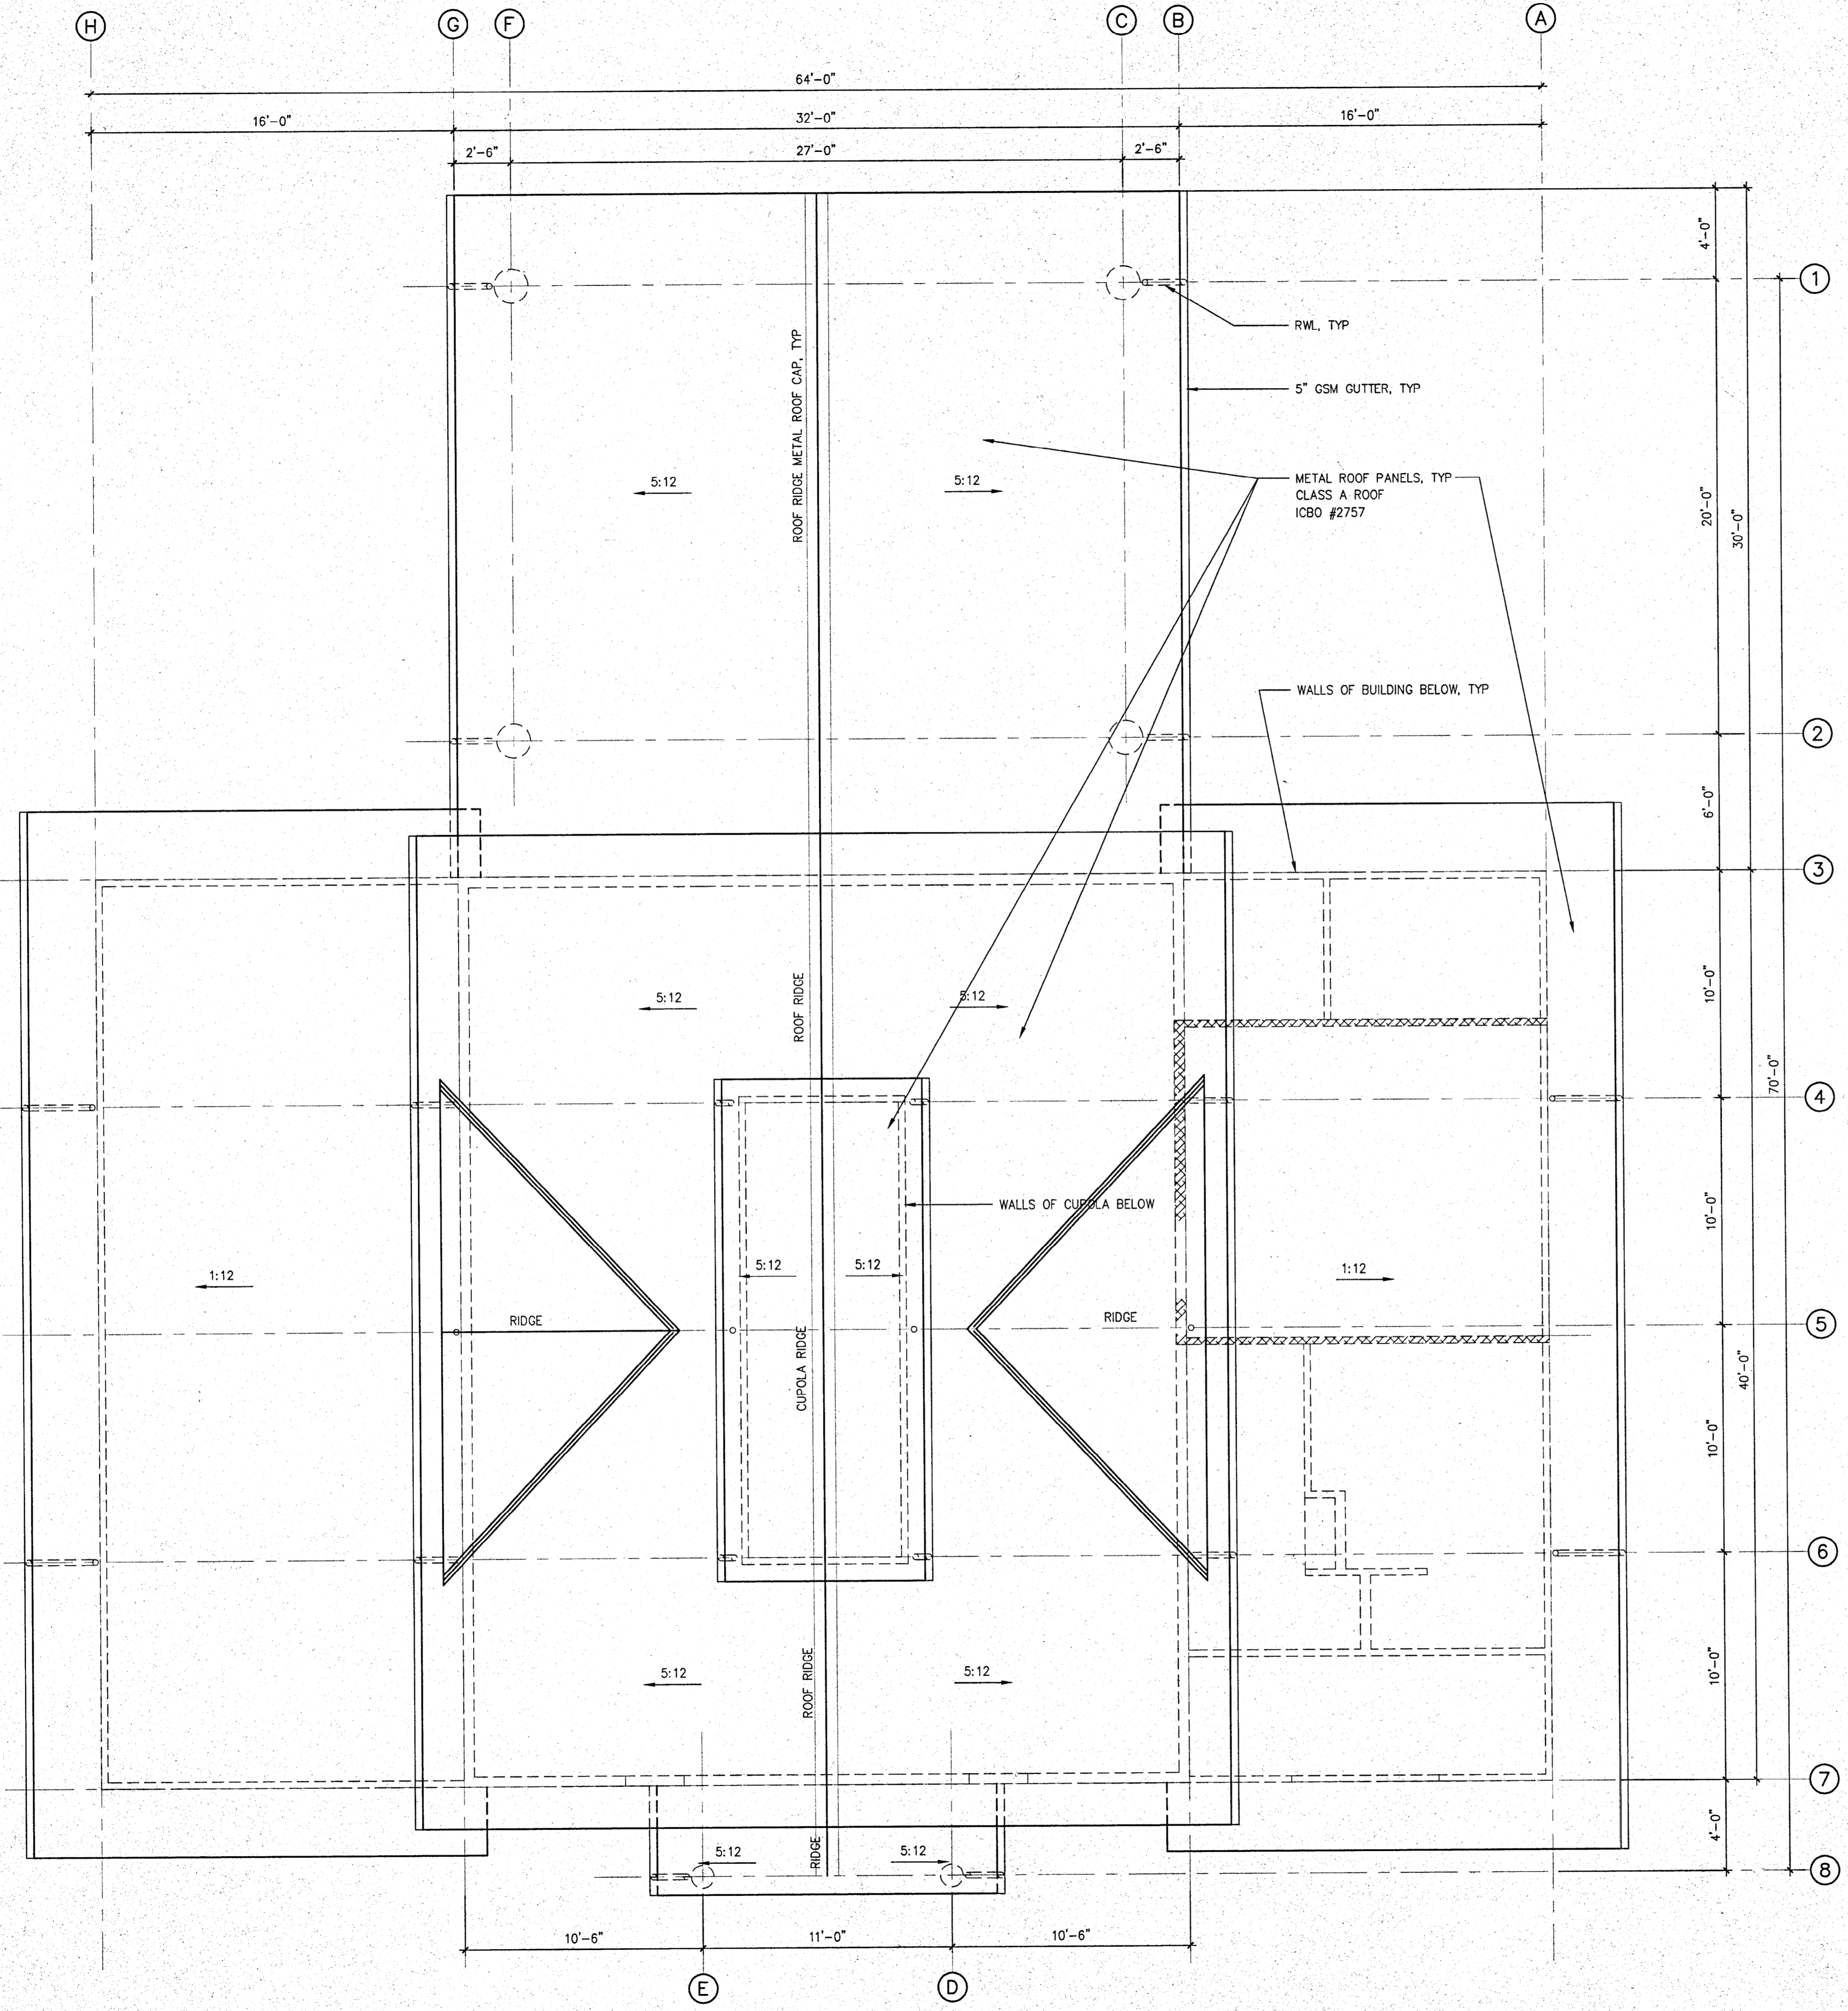 H
G
F
C
B
A
64'-0"
16'-0"
32'-0"
16'-0"
2'-6"
27'-0"
2'-6"
4'-0"
1
RWL, TYP
ROOF RIDGE METAL ROOF CAP, TYP
5" GSM GUTTER, TYP
5:12
5:12
METAL ROOF PANELS, TYP
CLASS A ROOF
ICBO #2757
20'-0"
30'-0"
WALLS OF BUILDING BELOW, TYP
2
6'-0"
3
5:12
ROOF RIDGE
5:12
10'-0"
70'-0"
4
WALLS OF CUPOLA BELOW
10'-0"
1:12
5:12
5:12
1:12
RIDGE
CUPOLA RIDGE
RIDGE
5
40'-0"
10'-0"
6
5:12
ROOF RIDGE
5:12
10'-0"
7
4'-0"
5:12
RIDGE
5:12
8
10'-6"
11'-0"
10'-6"
E
D